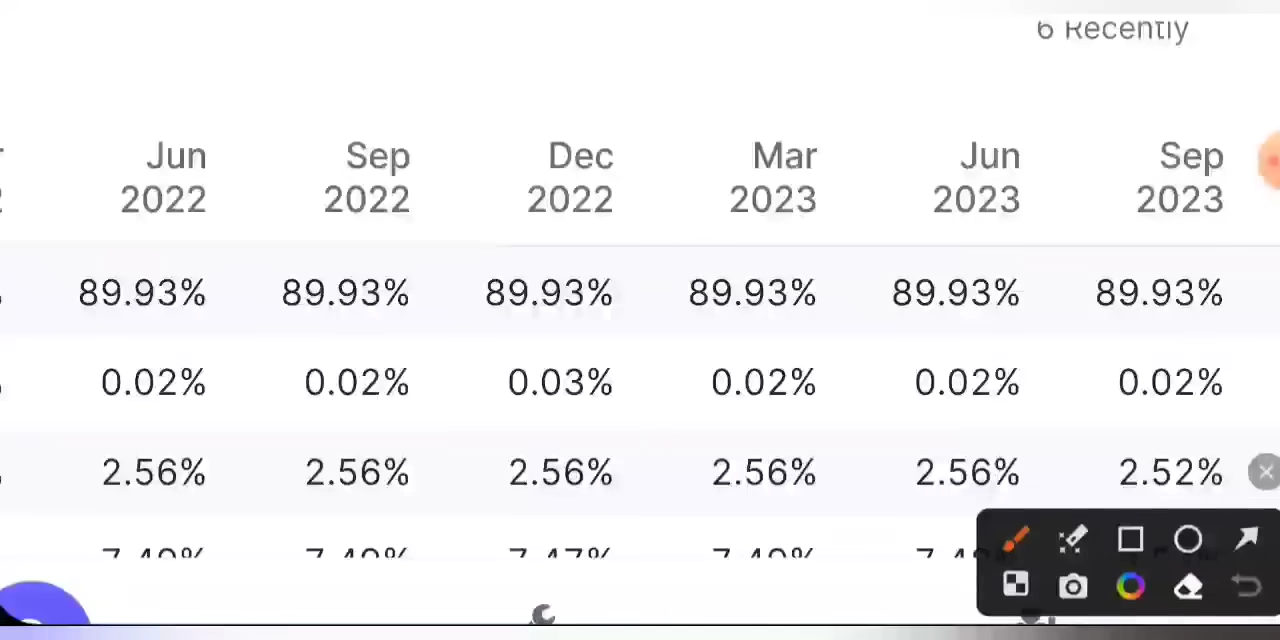 6 Recently
Jun Sep Dec Mar Jun Sep
2022 2022 2022 2023 2023 2023
89.93% 89.93% 89.93% 89.93% 89.93% 89.93%
0.02% 0.02% 0.03% 0.02% 0.02% 0.02%
2.56% 2.56% 2.56% 2.56% 2.56% 2.52%